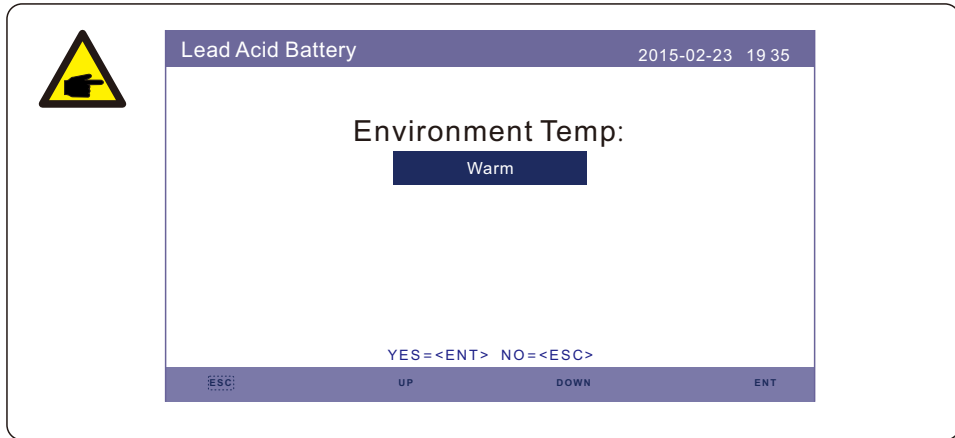 Lead Acid Battery 2015-02-23 19 35
Environment Temp:
Warm
YES=<ENT> NO=<ESC>
ESC UP DOWN ENT